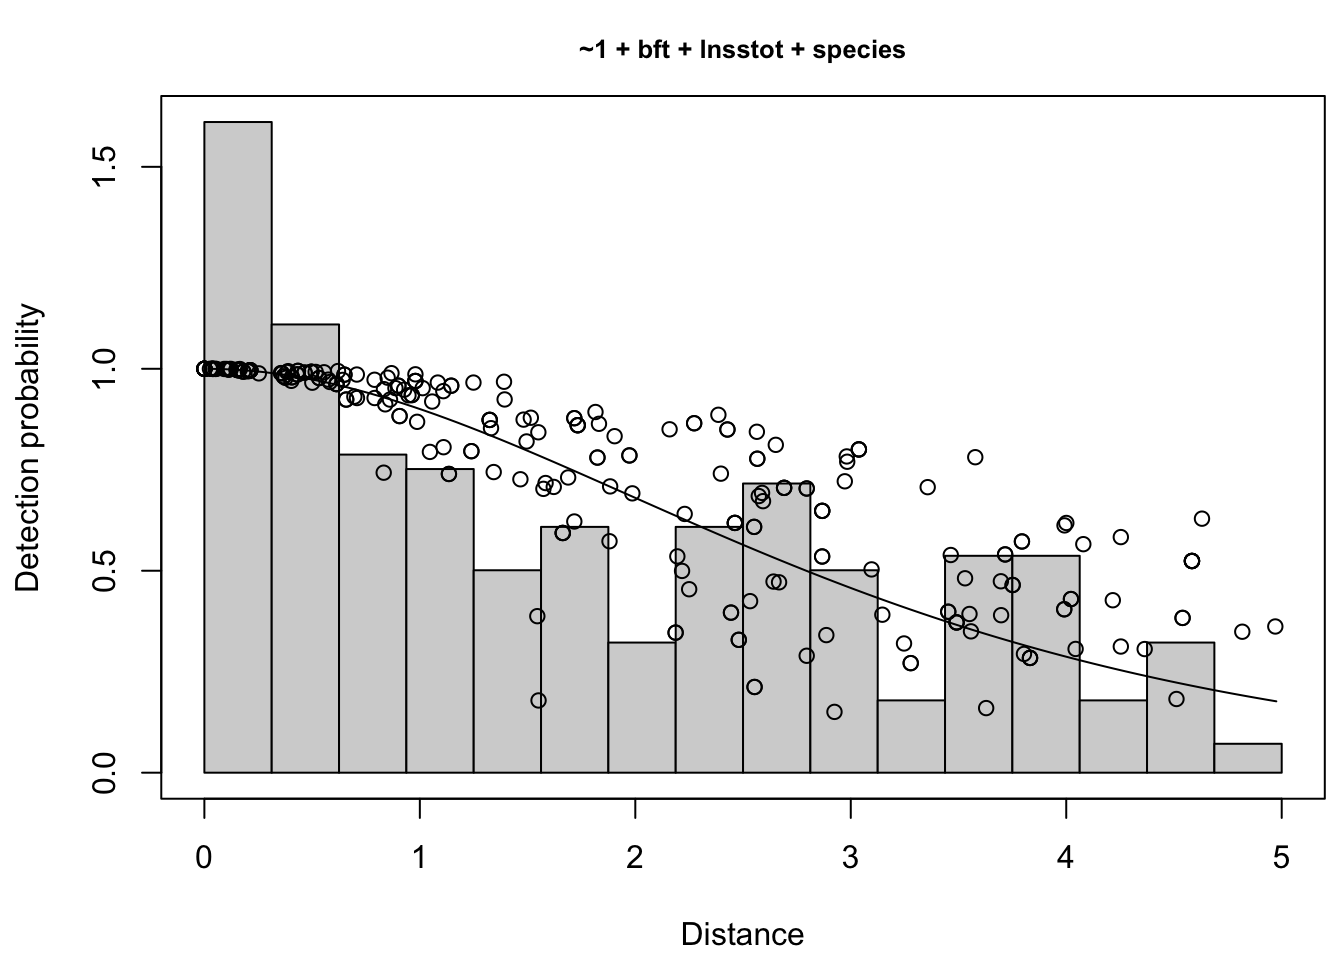 ~1 + bft + lnsstot + species
1.5
1.0
0.5
0.0
Detection probability
0 1 2 3 4 5
Distance